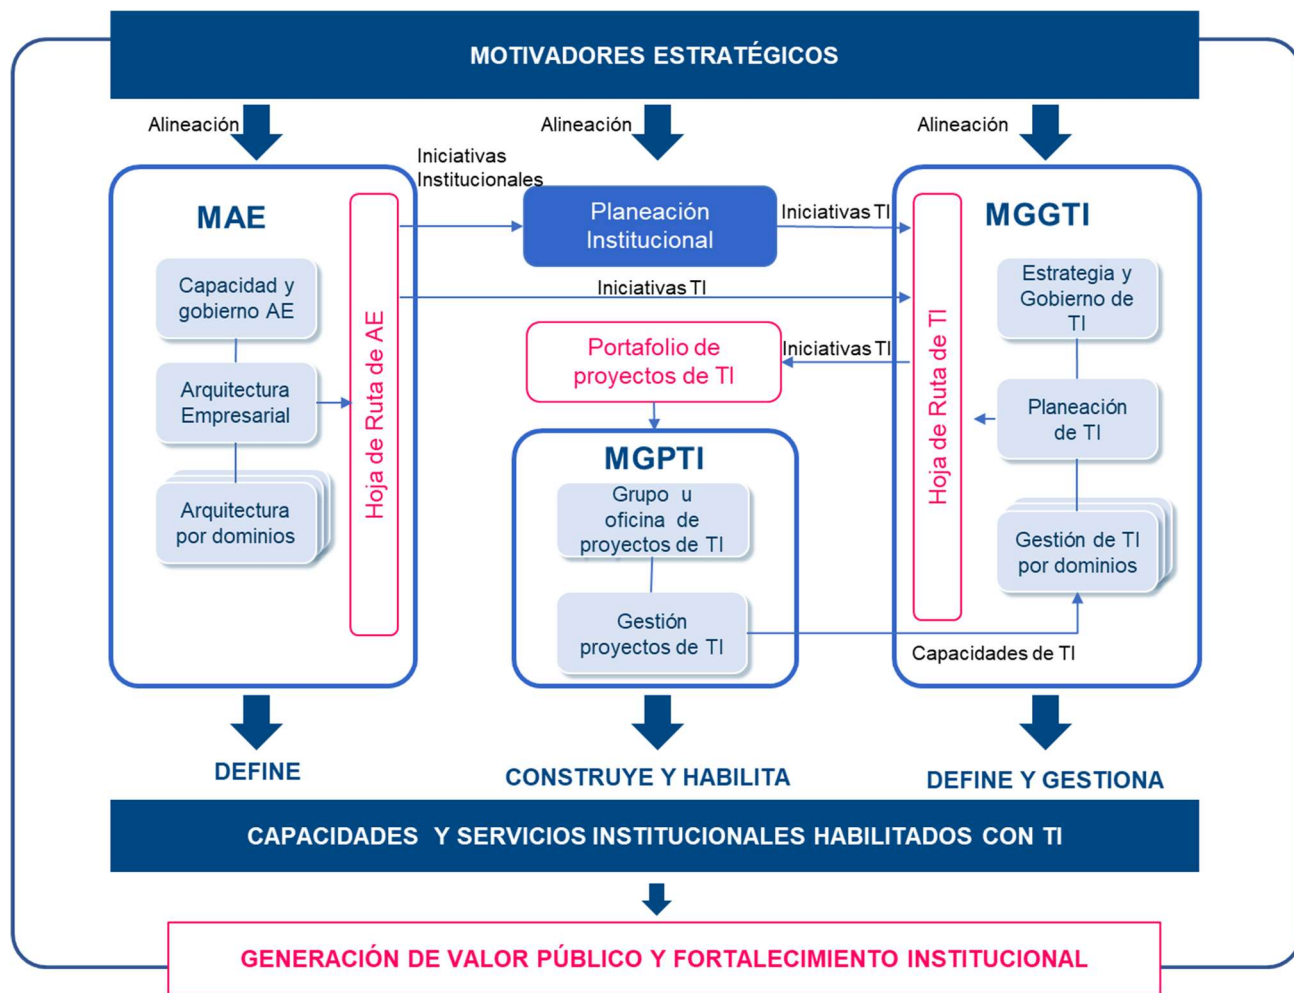 MOTIVADORES ESTRATÉGICOS
Alineación
Alineación
Alineación
MAE
Capacidad y
gobierno AE
Arquitectura
Empresarial
Arquitectura
por dominios
Hoja de Ruta de AE
Iniciativas
Institucionales
Planeación
Institucional
Iniciativas TI
Iniciativas TI
Portafolio de
proyectos de TI
Iniciativas TI
MGPTI
Grupo u
oficina de
proyectos de TI
Gestión
proyectos de TI
Hoja de Ruta de TI
MGGTI
Estrategia y
Gobierno de
TI
Planeación
de TI
Gestión de TI
por dominios
Capacidades de TI
DEFINE
CONSTRUYE Y HABILITA
DEFINE Y GESTIONA
CAPACIDADES Y SERVICIOS INSTITUCIONALES HABILITADOS CON TI
GENERACIÓN DE VALOR PÚBLICO Y FORTALECIMIENTO INSTITUCIONAL